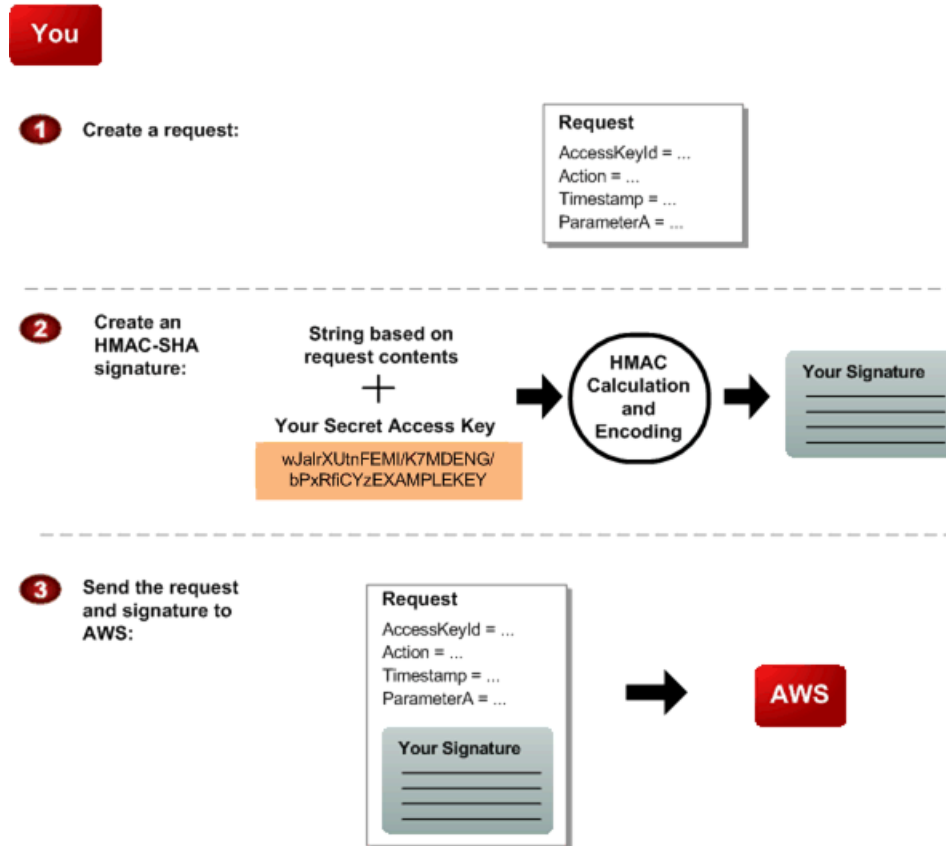 You
1 Create a request:
Request
AccessKeyId = ...
Action = ...
Timestamp = ...
ParameterA = ...
2 Create an
HMAC-SHA
signature:
String based on
request contents
+
Your Secret Access Key
wJalrXUtnFEMI/K7MDENG/
bPxRfiCYzEXAMPLEKEY
HMAC
Calculation
and
Encoding
Your Signature
3 Send the request
and signature to
AWS:
Request
AccessKeyId = ...
Action = ...
Timestamp = ...
ParameterA = ...
Your Signature
AWS